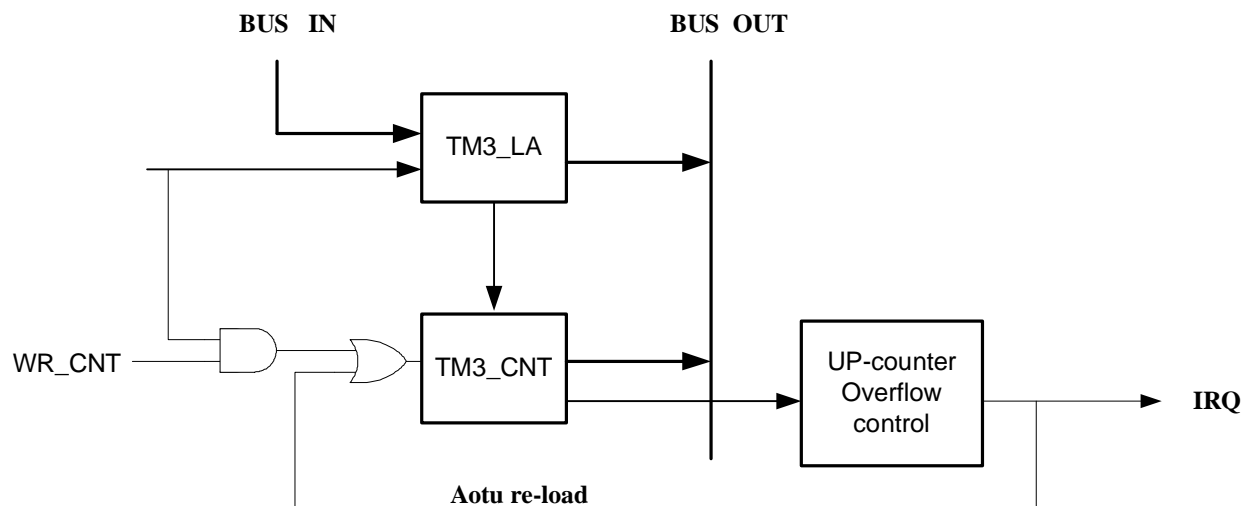 BUS IN
BUS OUT
TM3_LA
WR_CNT
TM3_CNT
UP-counter
Overflow
control
IRQ
Aotu re-load